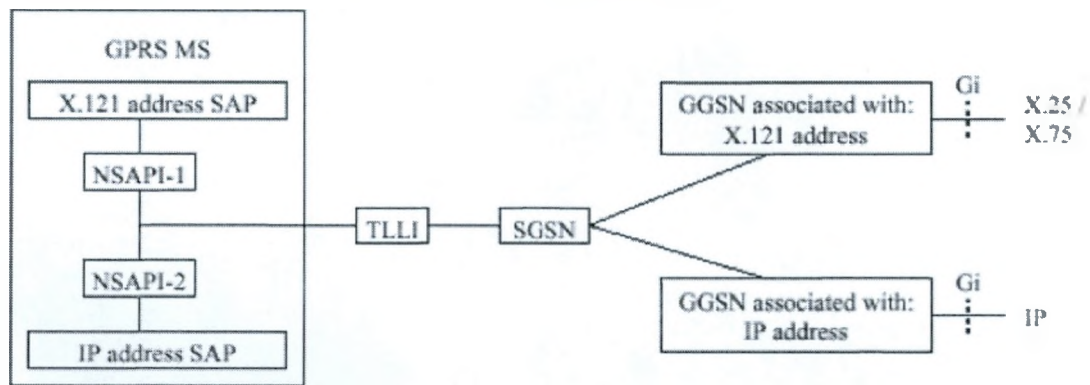 GPRS MS
X.121 address SAP
NSAPI-1
NSAPI-2
IP address SAP
TLLI
SGSN
GGSN associated with:
X.121 address
Gi
X.25 /
X.75
GGSN associated with:
IP address
Gi
IP